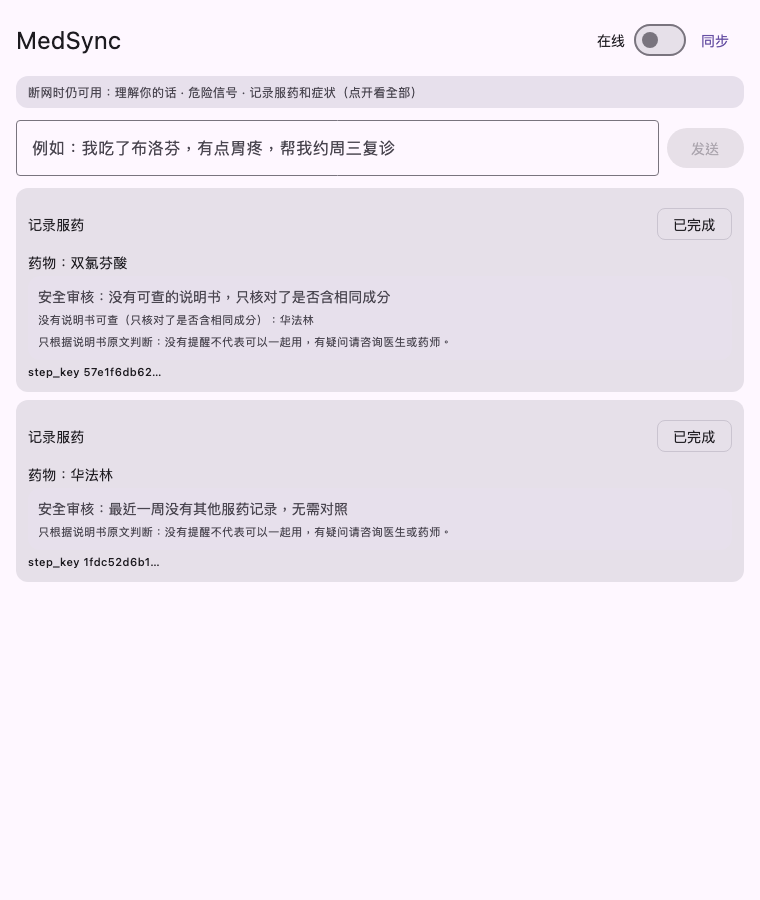 MedSync
在线
同步
断网时仍可用：理解你的话 · 危险信号 · 记录服药和症状（点开看全部）
例如：我吃了布洛芬，有点胃疼，帮我约周三复诊
发送
记录服药
已完成
药物：双氯芬酸
安全审核：没有可查的说明书，只核对了是否含相同成分
没有说明书可查（只核对了是否含相同成分）：华法林
只根据说明书原文判断：没有提醒不代表可以一起用，有疑问请咨询医生或药师。
step_key 57e1f6db62…
记录服药
已完成
药物：华法林
安全审核：最近一周没有其他服药记录，无需对照
只根据说明书原文判断：没有提醒不代表可以一起用，有疑问请咨询医生或药师。
step_key 1fdc52d6b1…